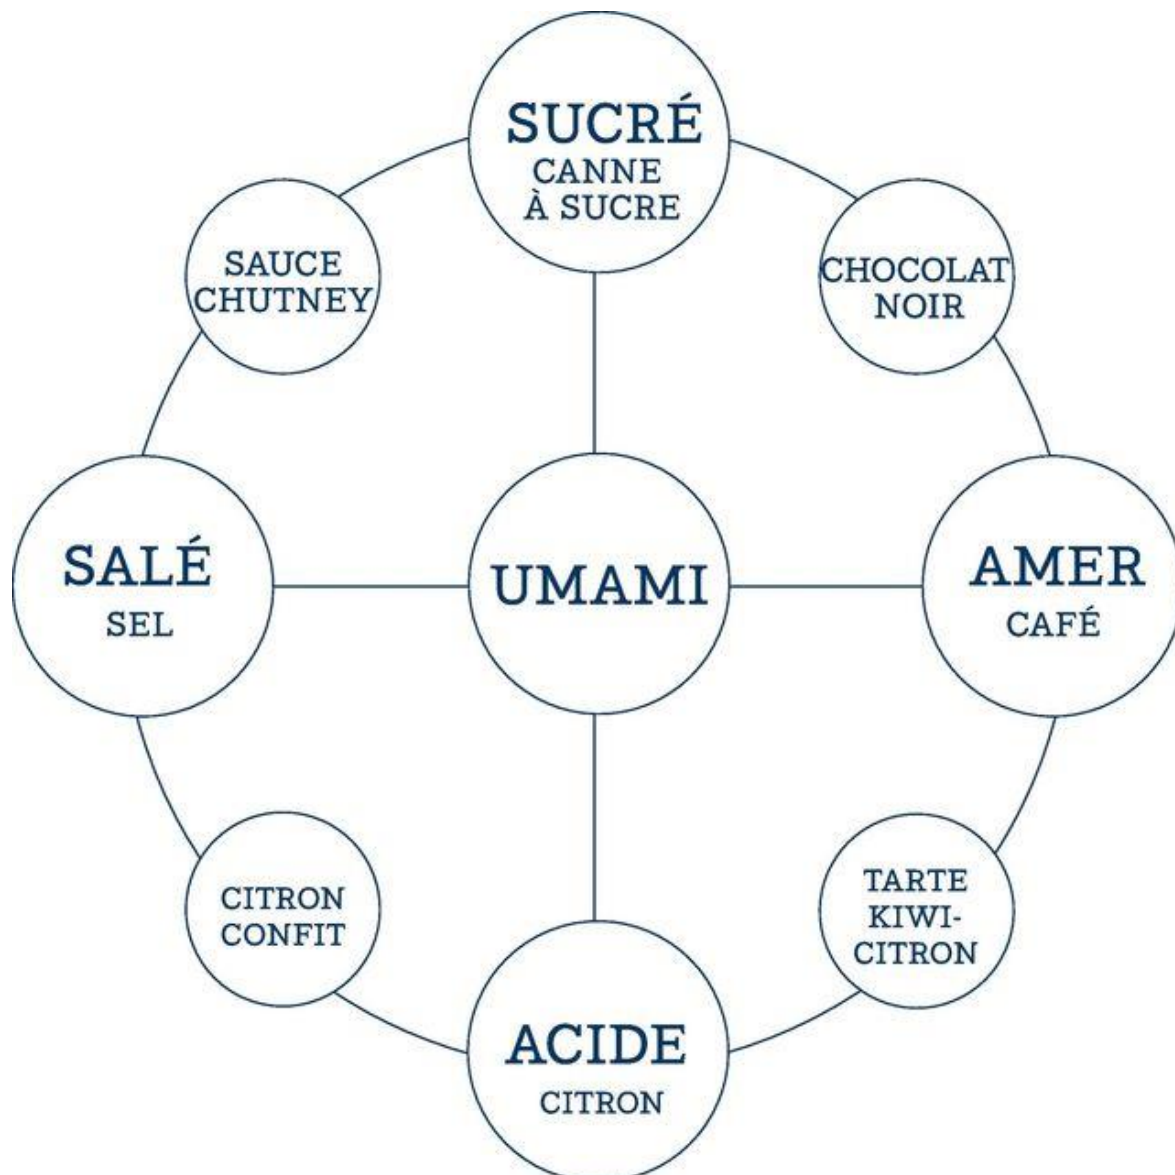 SUCRÉ
CANNE
À SUCRE
SAUCE
CHUTNEY
CHOCOLAT
NOIR
SALÉ
SEL
UMAMI
AMER
CAFÉ
CITRON
CONFIT
TARTE
KIWI-
CITRON
ACIDE
CITRON